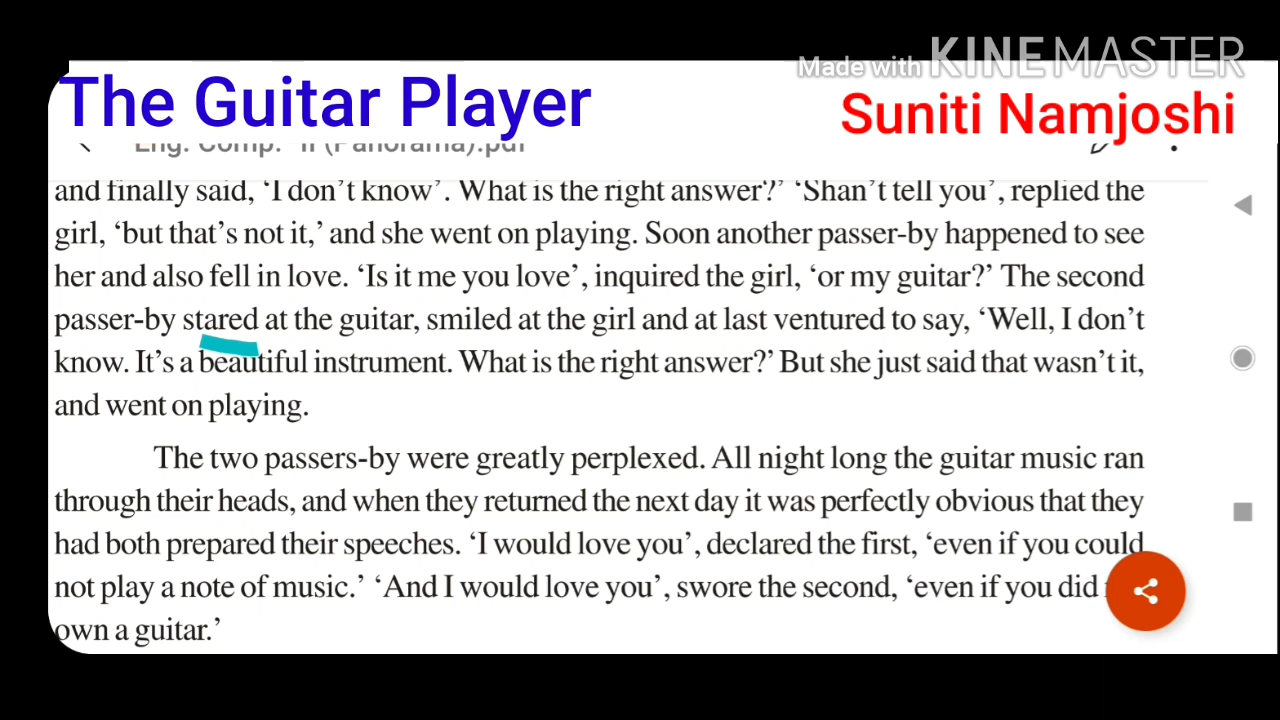 Made with KINEMASTER
The Guitar Player
Suniti Namjoshi
Eng. Comp. -II (Panorama).pdf
and finally said, ‘I don’t know’. What is the right answer?’ ‘Shan’t tell you’, replied the
girl, ‘but that’s not it,’ and she went on playing. Soon another passer-by happened to see
her and also fell in love. ‘Is it me you love’, inquired the girl, ‘or my guitar?’ The second
passer-by stared at the guitar, smiled at the girl and at last ventured to say, ‘Well, I don’t
know. It’s a beautiful instrument. What is the right answer?’ But she just said that wasn’t it,
and went on playing.
The two passers-by were greatly perplexed. All night long the guitar music ran
through their heads, and when they returned the next day it was perfectly obvious that they
had both prepared their speeches. ‘I would love you’, declared the first, ‘even if you could
not play a note of music.’ ‘And I would love you’, swore the second, ‘even if you did
own a guitar.’